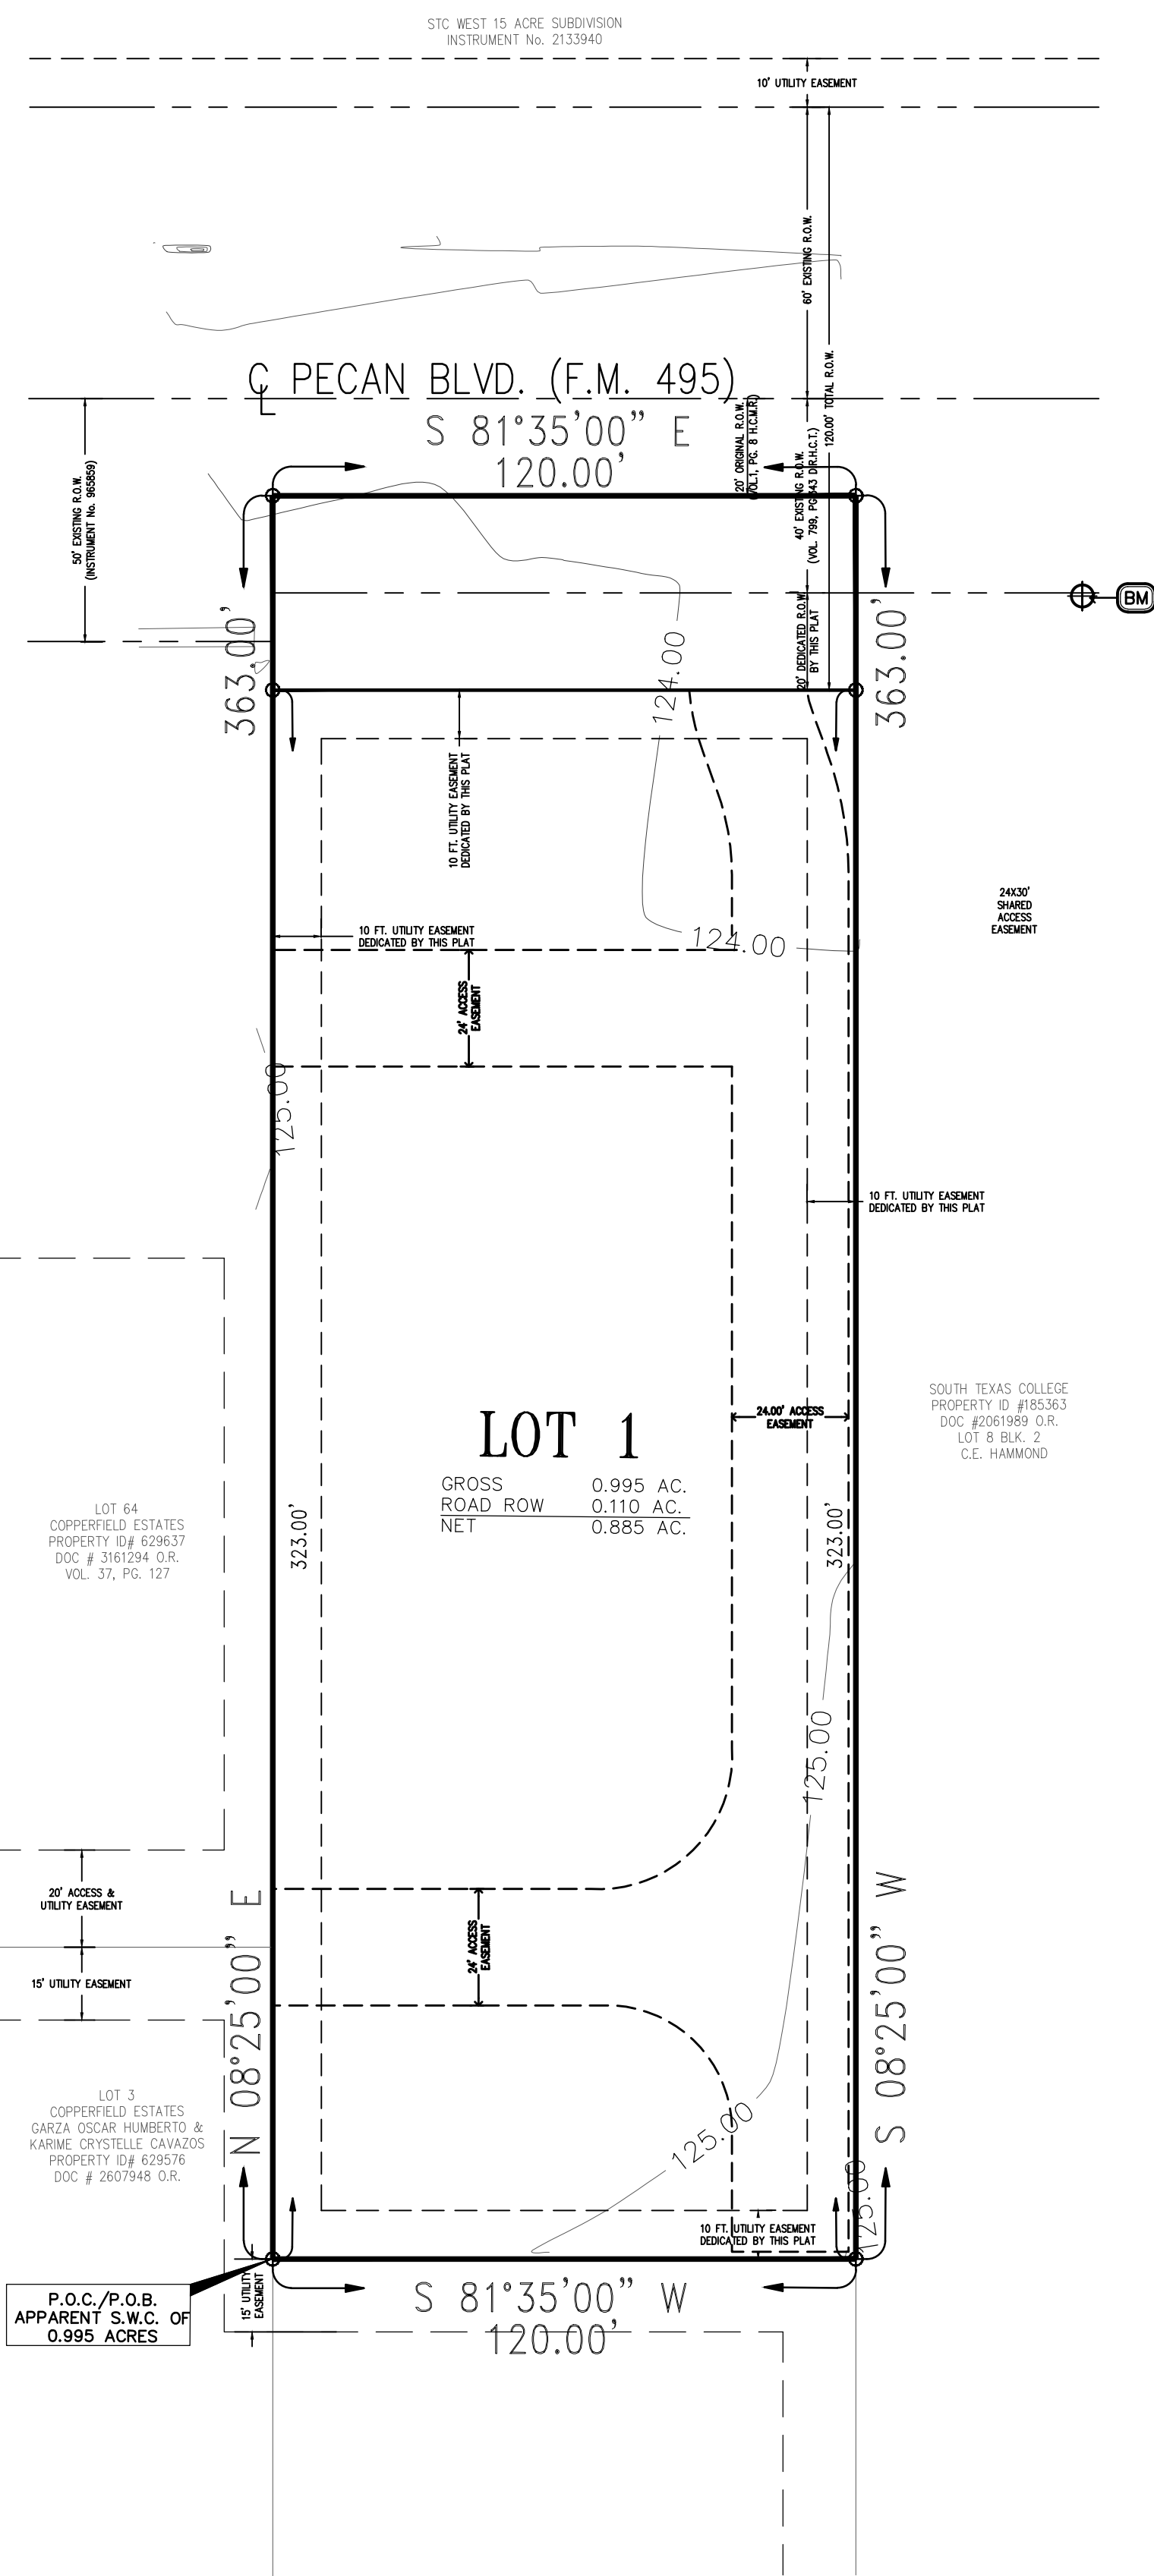 STC WEST 15 ACRE SUBDIVISION
INSTRUMENT No. 2133940
10' UTILITY EASEMENT
60' EXISTING R.O.W.
120.00' TOTAL R.O.W.
℄ PECAN BLVD. (F.M. 495)
S 81°35'00" E
120.00'
20' ORIGINAL R.O.W.
(VOL.1, PG. 8 H.C.M.R.)
40' EXISTING R.O.W.
(VOL. 799, PG 343 D.R.H.C.T.)
50' EXISTING R.O.W.
(INSTRUMENT No. 965859)
BM
363.00'
363.00'
20' DEDICATED R.O.W.
BY THIS PLAT
124.00
10 FT. UTILITY EASEMENT
DEDICATED BY THIS PLAT
24X30'
SHARED
ACCESS
EASEMENT
10 FT. UTILITY EASEMENT
DEDICATED BY THIS PLAT
124.00
24' ACCESS
EASEMENT
125.00
10 FT. UTILITY EASEMENT
DEDICATED BY THIS PLAT
SOUTH TEXAS COLLEGE
PROPERTY ID #185363
DOC #2061989 O.R.
LOT 8 BLK. 2
C.E. HAMMOND
24.00' ACCESS
EASEMENT
LOT 1
GROSS 0.995 AC.
ROAD ROW 0.110 AC.
NET 0.885 AC.
LOT 64
COPPERFIELD ESTATES
PROPERTY ID# 629637
DOC # 3161294 O.R.
VOL. 37, PG. 127
323.00'
323.00'
125.00
20' ACCESS &
UTILITY EASEMENT
24' ACCESS
EASEMENT
15' UTILITY EASEMENT
N 08°25'00" E
S 08°25'00" W
LOT 3
COPPERFIELD ESTATES
GARZA OSCAR HUMBERTO &
KARIME CRYSTELLE CAVAZOS
PROPERTY ID# 629576
DOC # 2607948 O.R.
125.00
125.00
10 FT. UTILITY EASEMENT
DEDICATED BY THIS PLAT
15' UTILITY
EASEMENT
S 81°35'00" W
120.00'
P.O.C./P.O.B.
APPARENT S.W.C. OF
0.995 ACRES